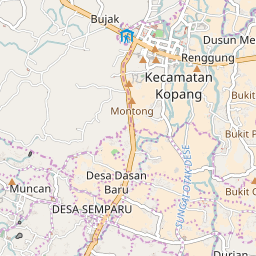 Bujak
Dusun Me
Renggung
Kecamatan
Kopang
Bukit
Montong
Bukit P
Desa Dasan
Baru
Muncan
Bukit G
DESA SEMPARU
Durian